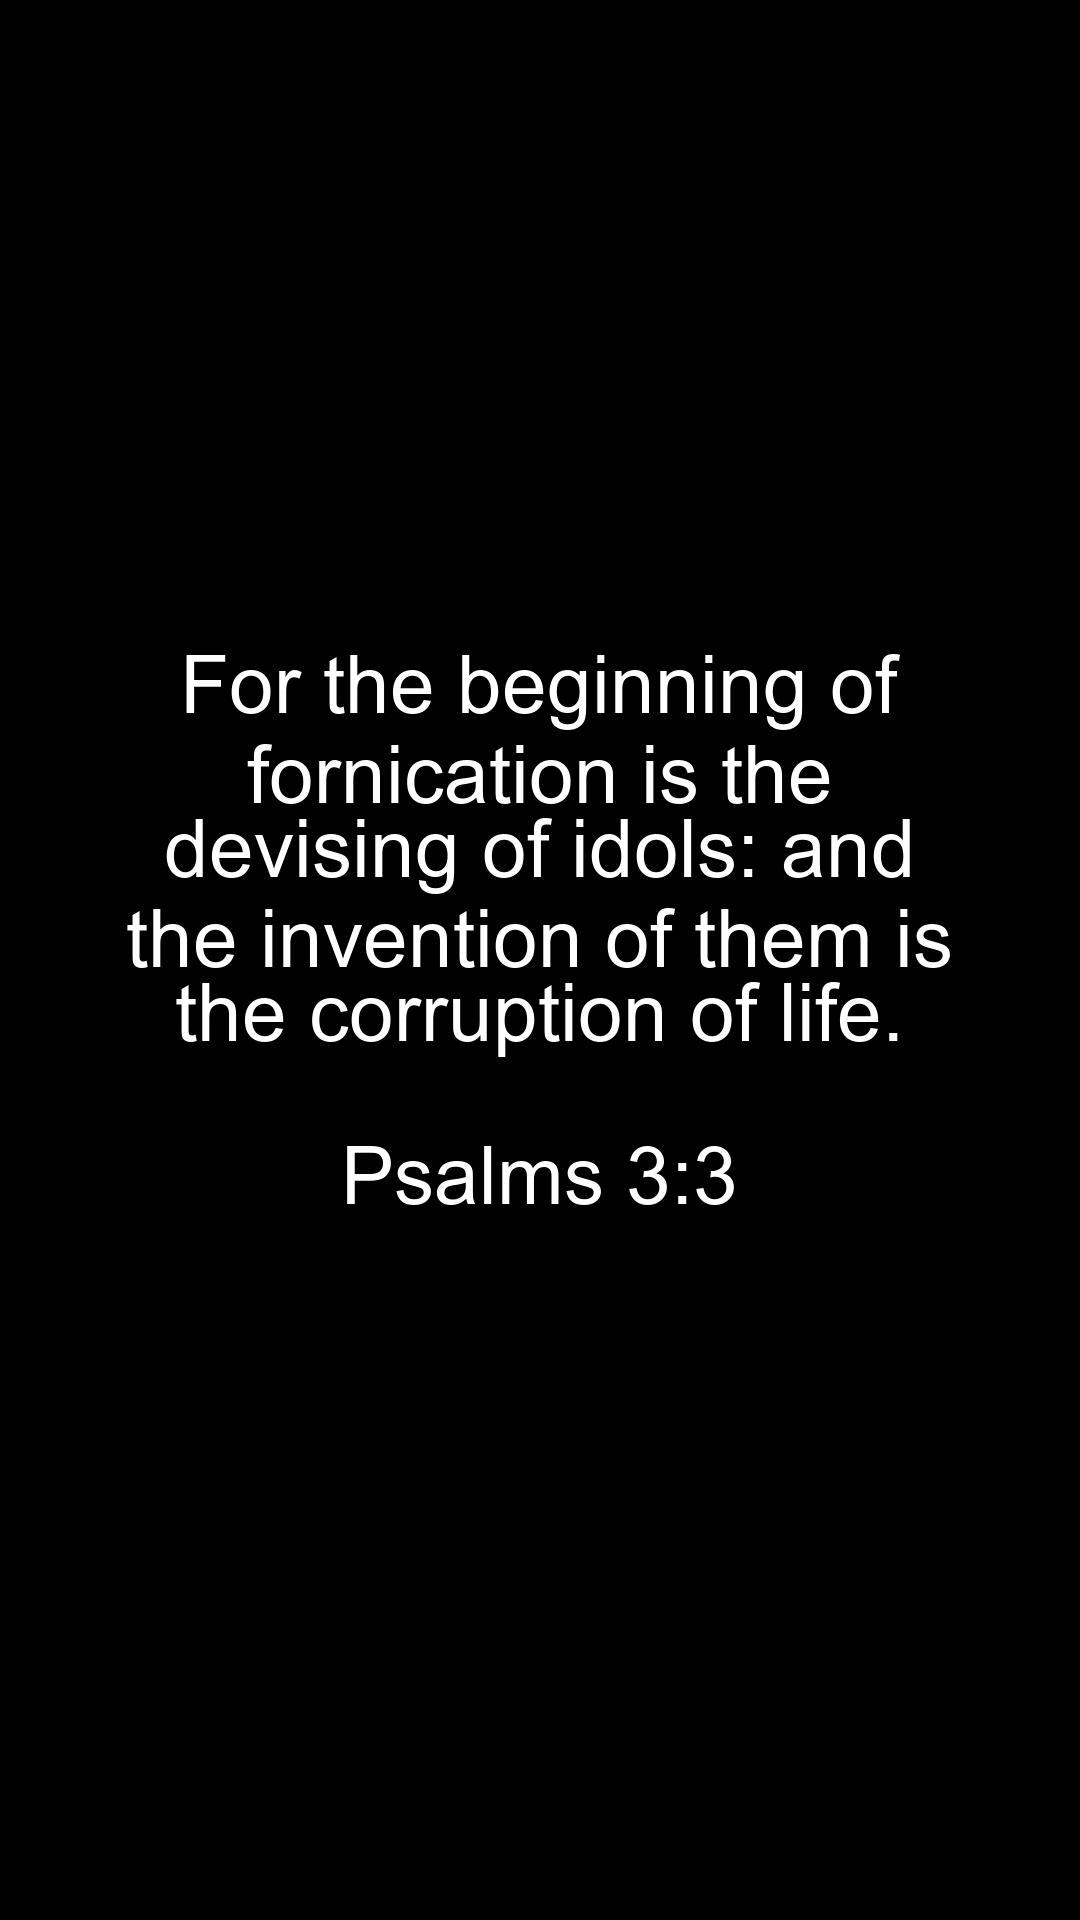 For the beginning of
fornication is the
devising of idols: and
the invention of them is
the corruption of life.
Psalms 3:3